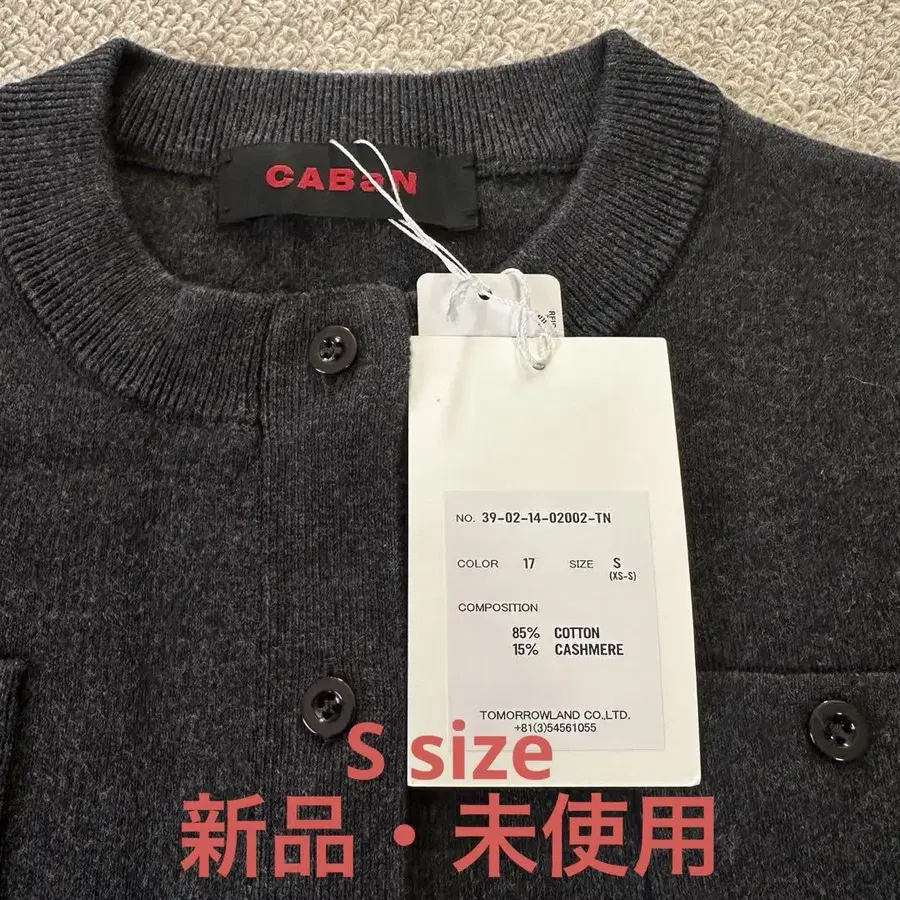 CABaN
RFID
NO. 39-02-14-02002-TN
COLOR 17 SIZE S
(XS-S)
COMPOSITION
85% COTTON
15% CASHMERE
TOMORROWLAND CO.,LTD.
+81(3)54561055
S size
新品・未使用